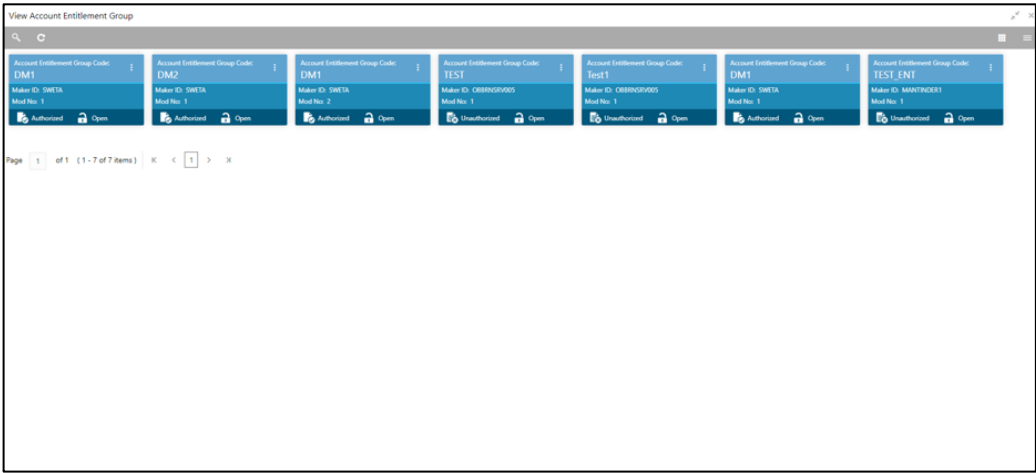 View Account Entitlement Group
Account Entitlement Group Code:
DM1
Maker ID: SWETA
Mod No: 1
Authorized Open
Account Entitlement Group Code:
DM2
Maker ID: SWETA
Mod No: 1
Authorized Open
Account Entitlement Group Code:
DM1
Maker ID: SWETA
Mod No: 2
Authorized Open
Account Entitlement Group Code:
TEST
Maker ID: OBBRNSRV005
Mod No: 1
Unauthorized Open
Account Entitlement Group Code:
Test1
Maker ID: OBBRNSRV005
Mod No: 1
Unauthorized Open
Account Entitlement Group Code:
DM1
Maker ID: SWETA
Mod No: 1
Authorized Open
Account Entitlement Group Code:
TEST_ENT
Maker ID: MANTINDER1
Mod No: 1
Unauthorized Open
Page 1 of 1 (1 - 7 of 7 items) 1